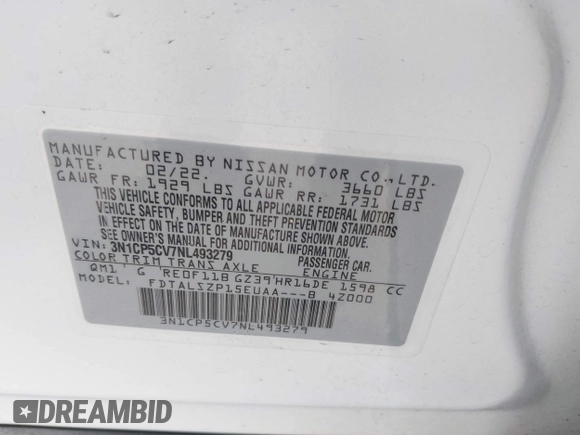 MANUFACTURED BY NISSAN MOTOR CO., LTD.
DATE: 02/22. GVWR: 3660 LBS
GAWR FR: 1929 LBS GAWR RR: 1731 LBS
THIS VEHICLE CONFORMS TO ALL APPLICABLE FEDERAL MOTOR
VEHICLE SAFETY, BUMPER AND THEFT PREVENTION STANDARDS
IN EFFECT ON THE DATE OF MANUFACTURE SHOWN ABOVE.
SEE OWNER'S MANUAL FOR ADDITIONAL INFORMATION.
VIN: 3N1CP5CV7NL493279 PASSENGER CAR.
COLOR TRIM TRANS AXLE ENGINE
QM1 G RE0F11B GZ39 HR16DE 1598 CC
MODEL: FDTALSZP15EUAA---B 4Z000
3N1CP5CV7NL493279
DREAMBID